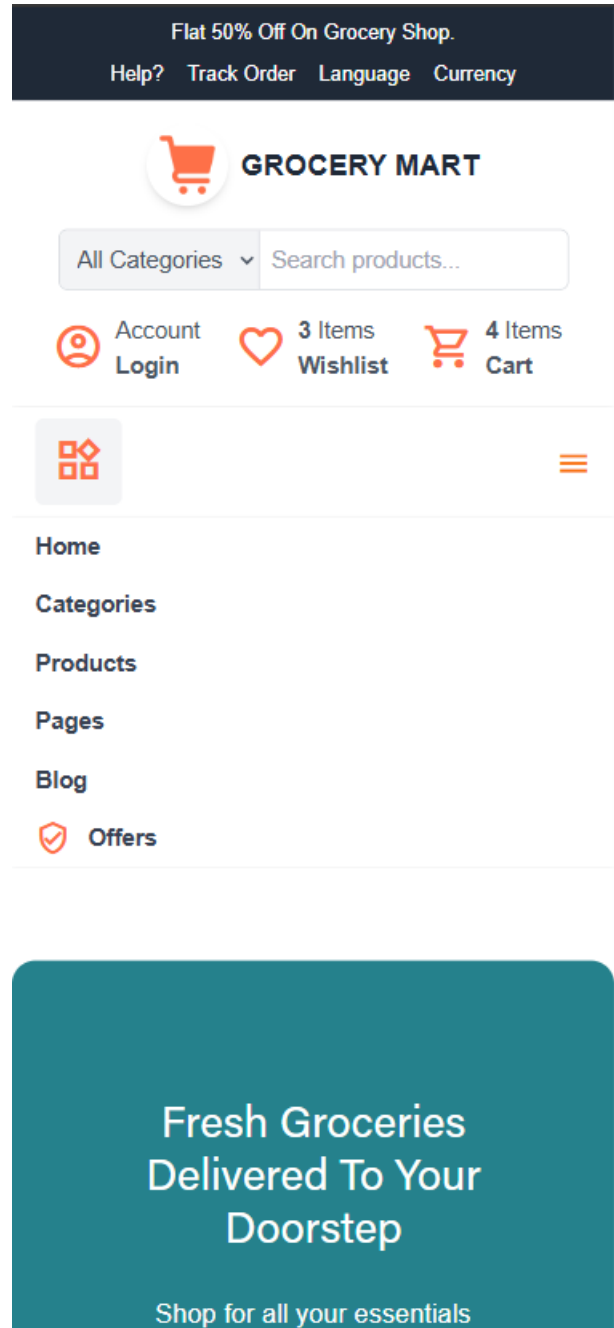 Flat 50% Off On Grocery Shop.
Help? Track Order Language Currency
GROCERY MART
All Categories Search products...
Account 3 Items 4 Items
Login Wishlist Cart
Home
Categories
Products
Pages
Blog
Offers
Fresh Groceries
Delivered To Your
Doorstep
Shop for all your essentials